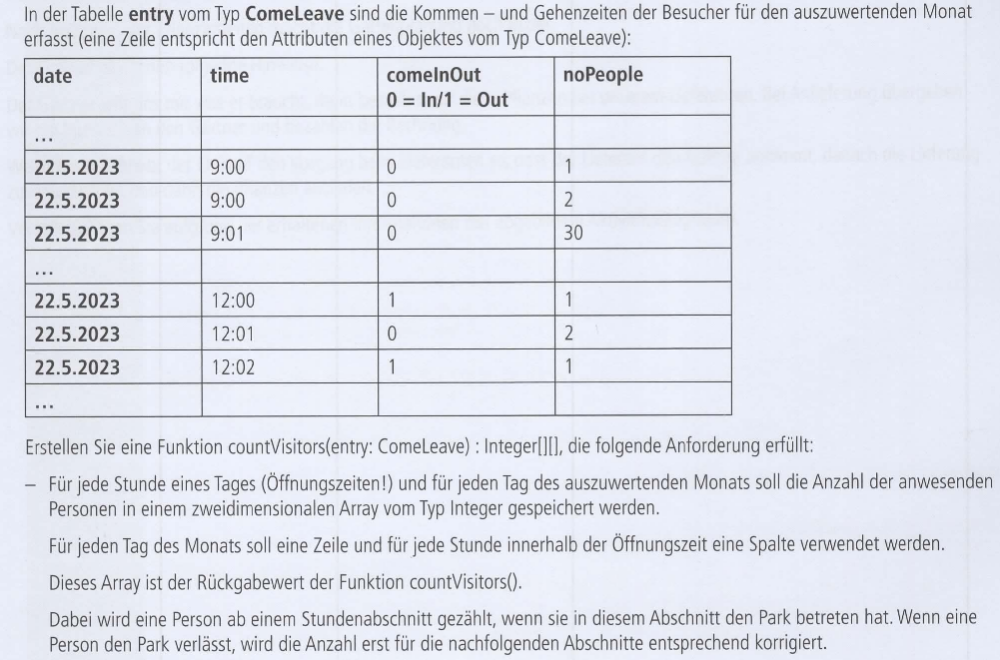 In der Tabelle entry vom Typ ComeLeave sind die Kommen – und Gehenzeiten der Besucher für den auszuwertenden Monat
erfasst (eine Zeile entspricht den Attributen eines Objektes vom Typ ComeLeave):
date time comeInOut noPeople
0 = In/1 = Out
...
22.5.2023 9:00 0 1
22.5.2023 9:00 0 2
22.5.2023 9:01 0 30
...
22.5.2023 12:00 1 1
22.5.2023 12:01 0 2
22.5.2023 12:02 1 1
...
Erstellen Sie eine Funktion countVisitors(entry: ComeLeave) : Integer[][], die folgende Anforderung erfüllt:
– Für jede Stunde eines Tages (Öffnungszeiten!) und für jeden Tag des auszuwertenden Monats soll die Anzahl der anwesenden
Personen in einem zweidimensionalen Array vom Typ Integer gespeichert werden.
Für jeden Tag des Monats soll eine Zeile und für jede Stunde innerhalb der Öffnungszeit eine Spalte verwendet werden.
Dieses Array ist der Rückgabewert der Funktion countVisitors().
Dabei wird eine Person ab einem Stundenabschnitt gezählt, wenn sie in diesem Abschnitt den Park betreten hat. Wenn eine
Person den Park verlässt, wird die Anzahl erst für die nachfolgenden Abschnitte entsprechend korrigiert.